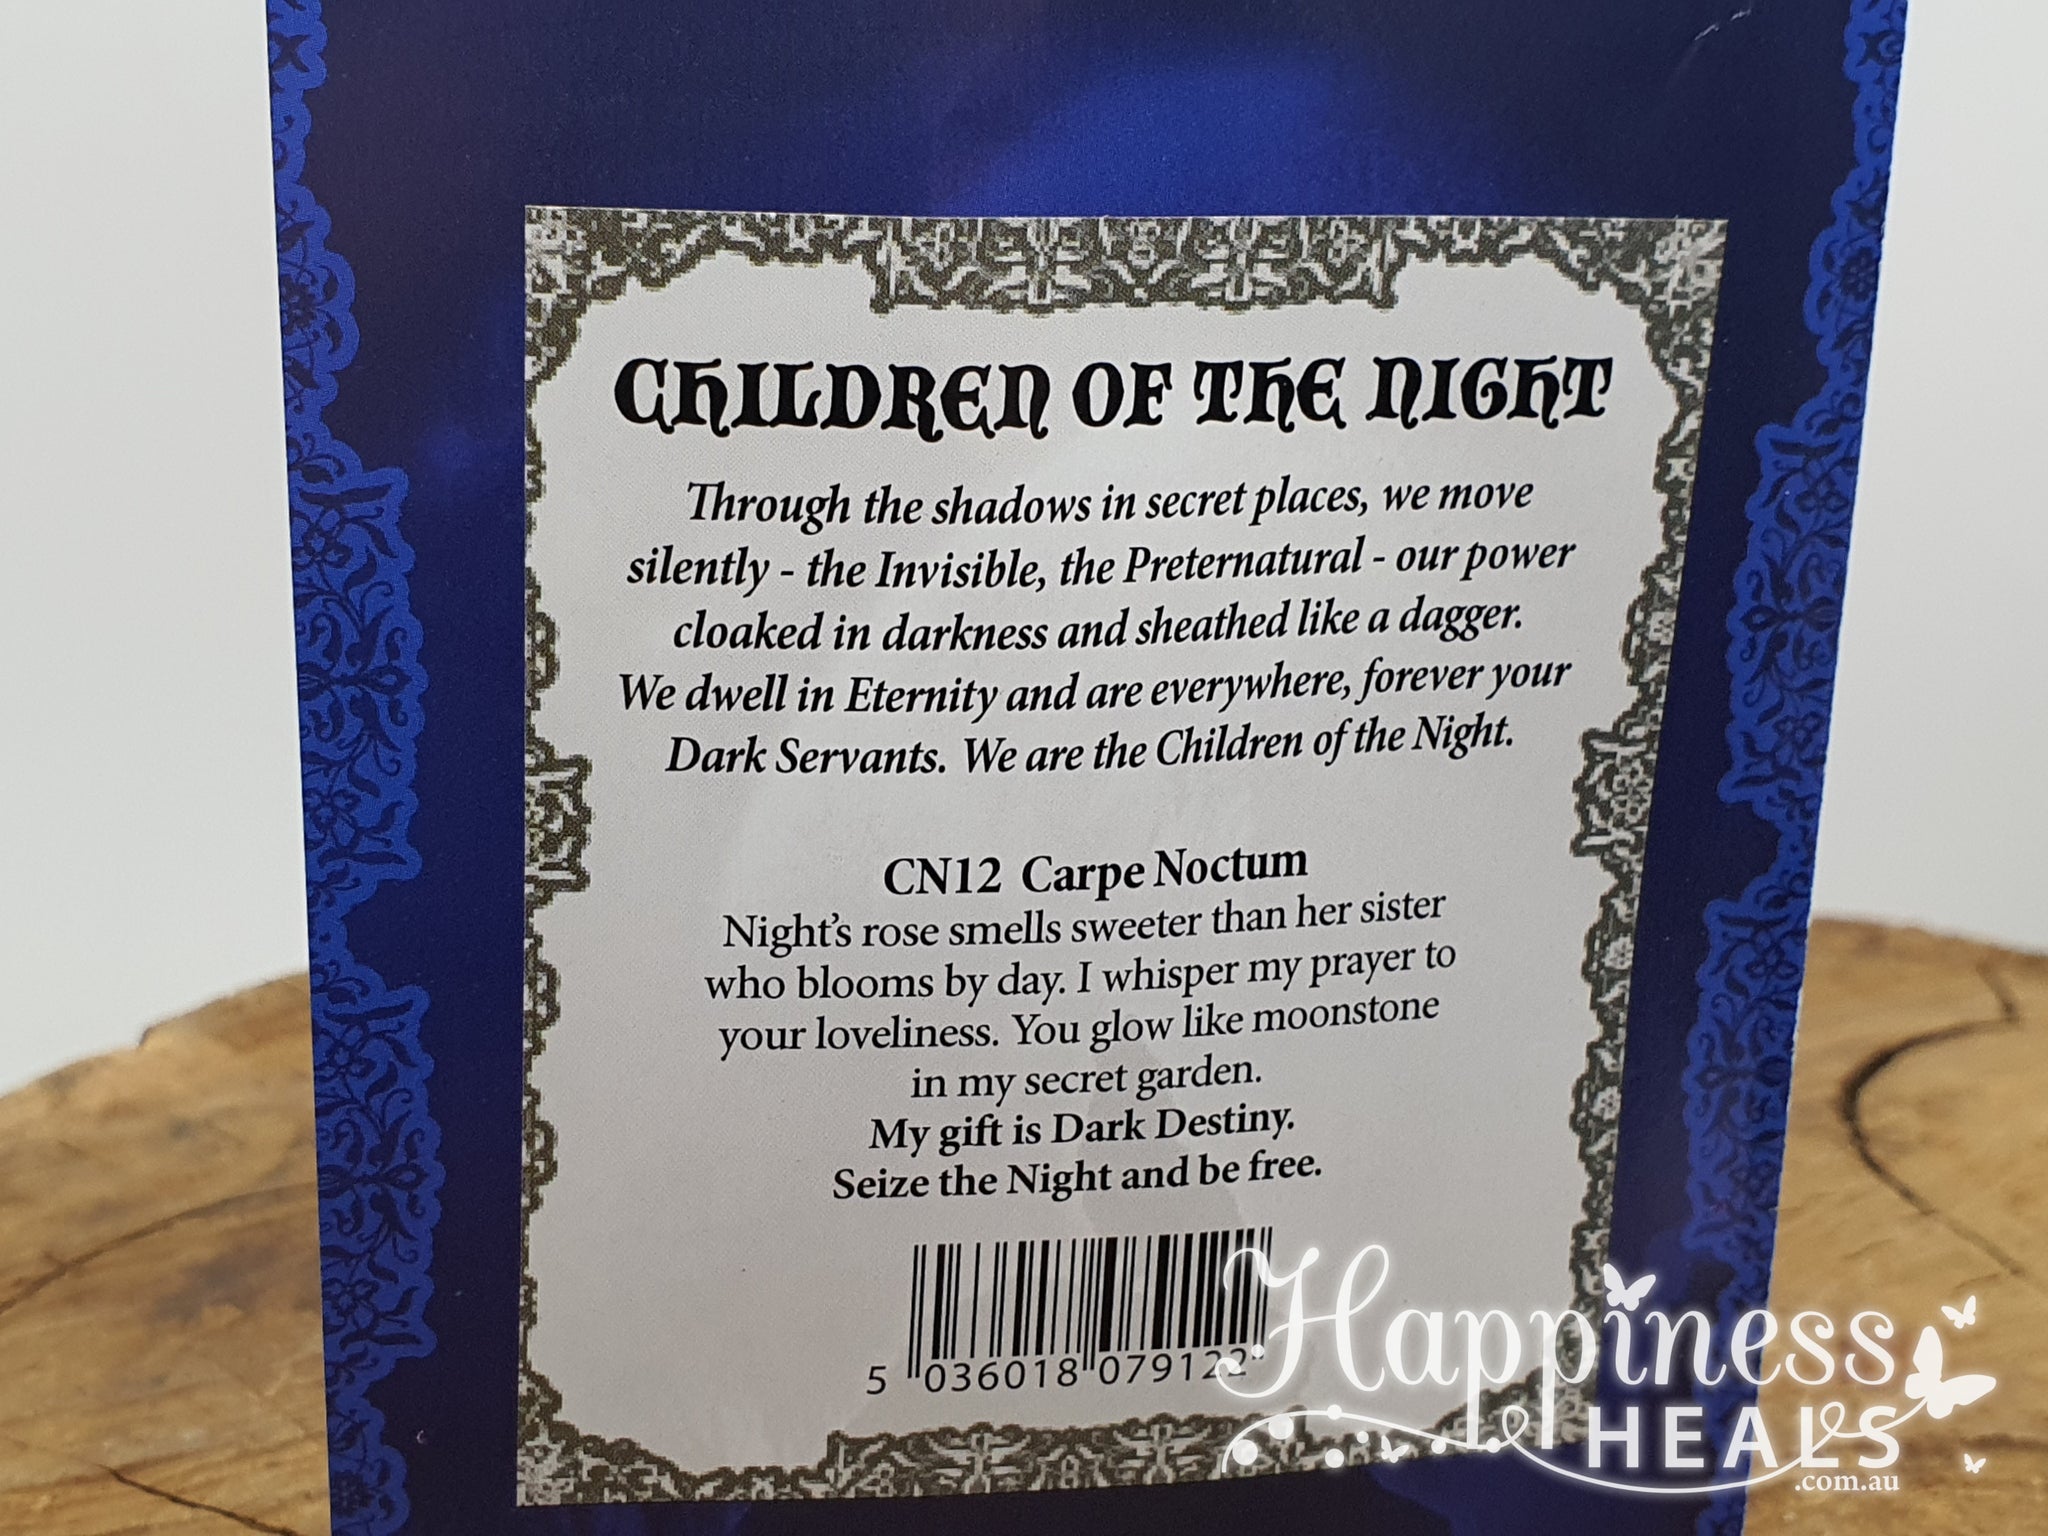 CHILDREN OF THE NIGHT
Through the shadows in secret places, we move
silently - the Invisible, the Preternatural - our power
cloaked in darkness and sheathed like a dagger.
We dwell in Eternity and are everywhere, forever your
Dark Servants. We are the Children of the Night.
CN12 Carpe Noctum
Night's rose smells sweeter than her sister
who blooms by day. I whisper my prayer to
your loveliness. You glow like moonstone
in my secret garden.
My gift is Dark Destiny.
Seize the Night and be free.
5 036018 079122
Happiness
HEALS
.com.au